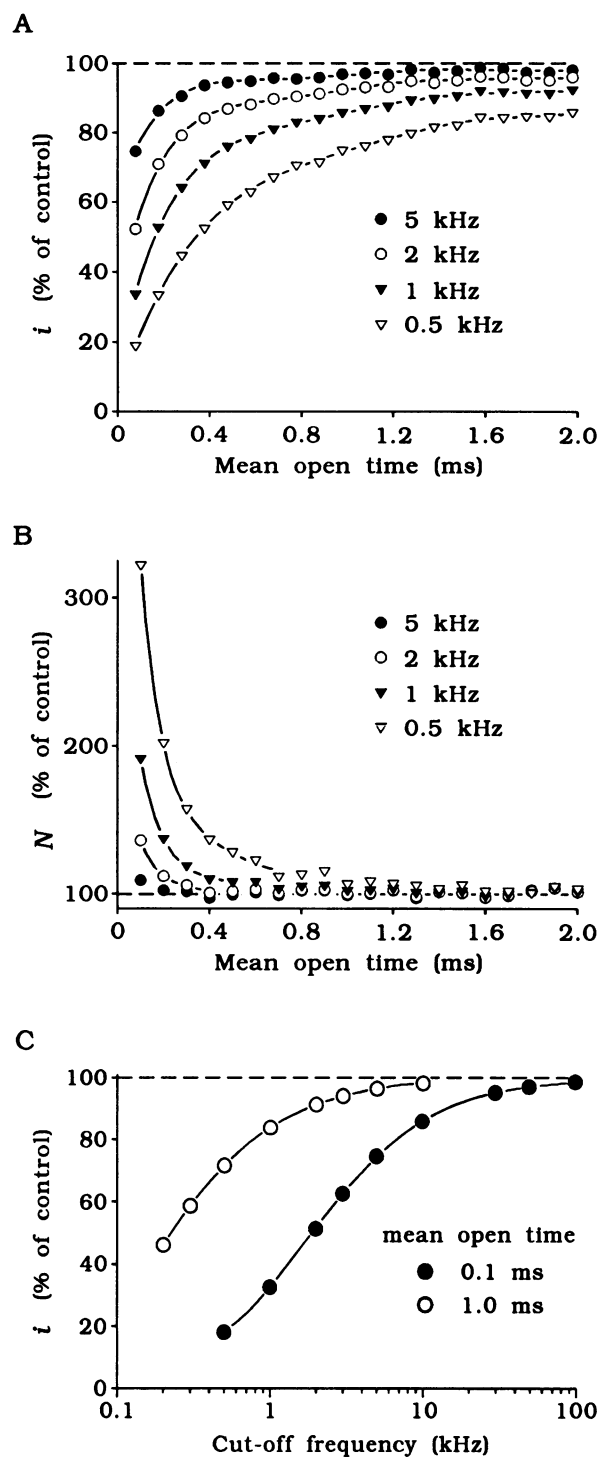 A
100
80
60
40
20
0
i (% of control)
5 kHz
2 kHz
1 kHz
0.5 kHz
0 0.4 0.8 1.2 1.6 2.0
Mean open time (ms)
B
300
200
100
N (% of control)
5 kHz
2 kHz
1 kHz
0.5 kHz
0 0.4 0.8 1.2 1.6 2.0
Mean open time (ms)
C
100
80
60
40
20
0
i (% of control)
mean open time
0.1 ms
1.0 ms
0.1 1 10 100
Cut-off frequency (kHz)